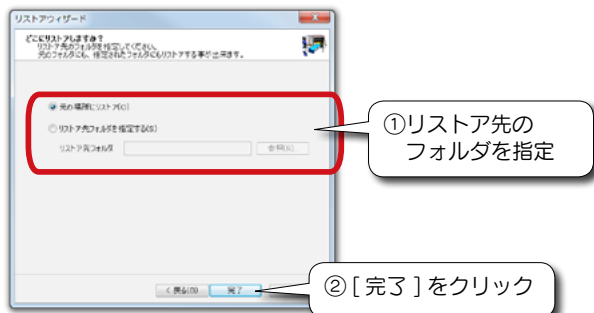 リストアウィザード
どこにリストアしますか？
リストア先のフォルダを指定してください。
元のフォルダにも、指定されたフォルダにもリストアする事が出来ます。
元の場所にリストア(O)
リストア先フォルダを指定する(S)
リストア先フォルダ
参照(R)...
①リストア先の
フォルダを指定
< 戻る(B)
完了
②[完了]をクリック